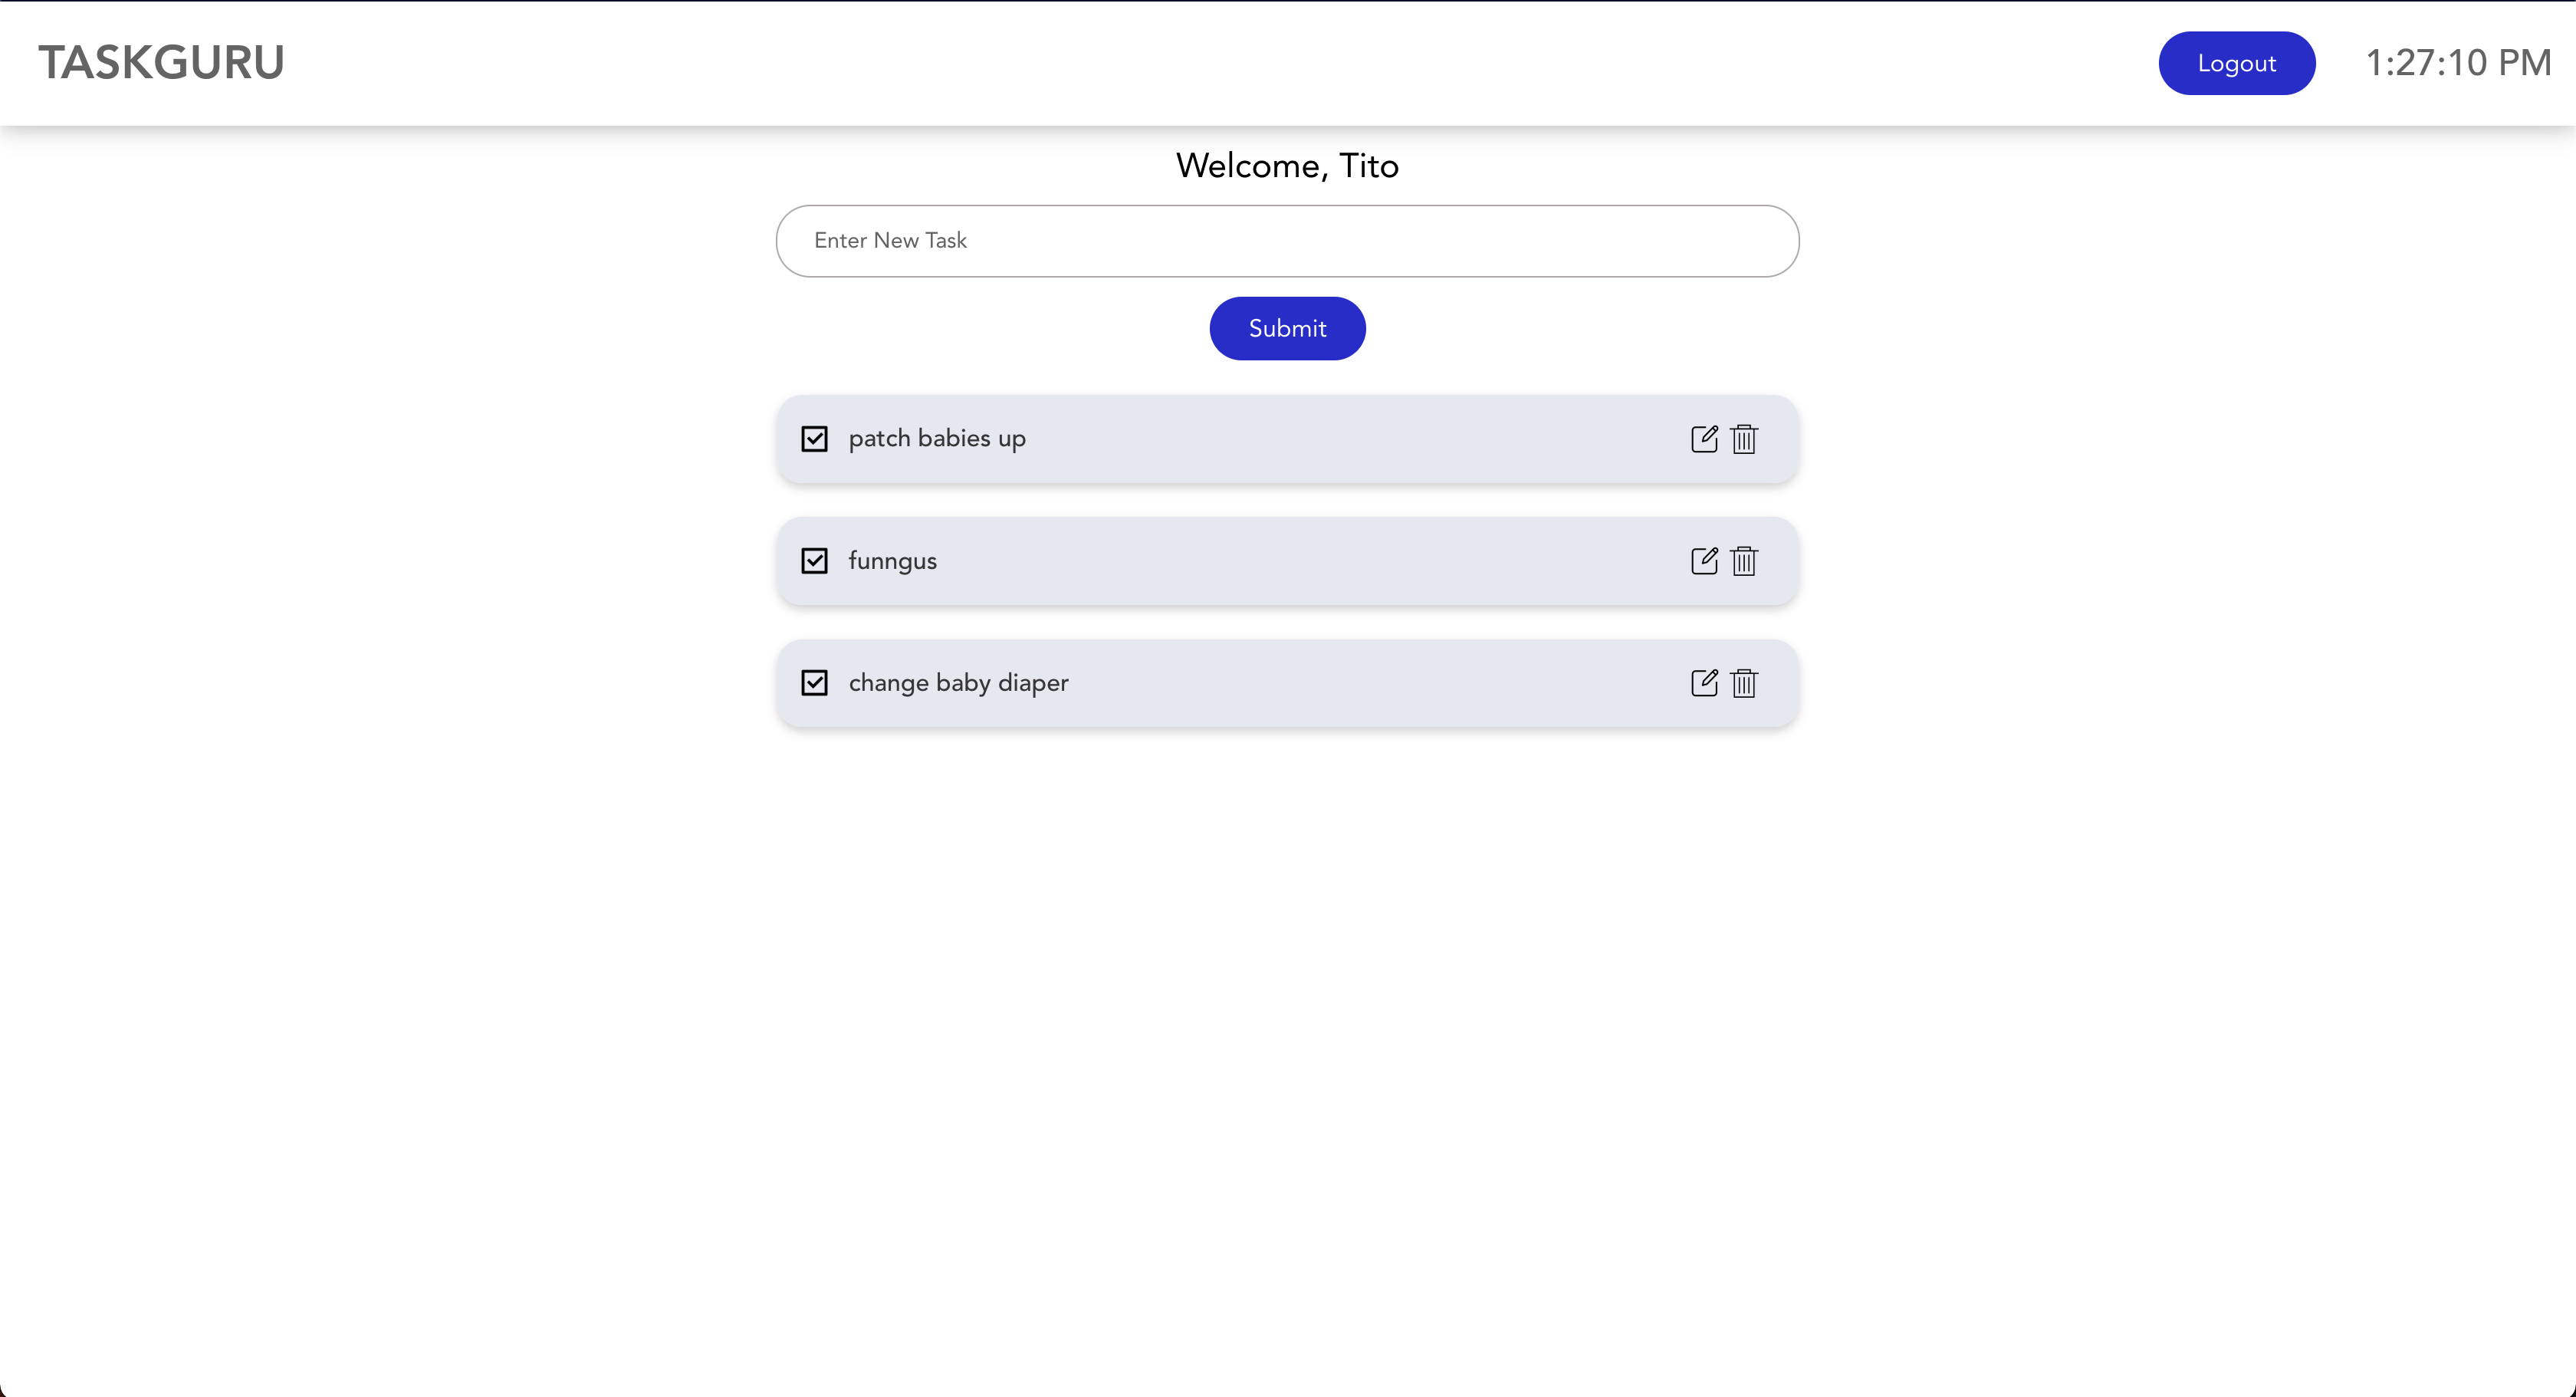 TASKGURU
Logout
1:27:10 PM
Welcome, Tito
Enter New Task
Submit
patch babies up
funngus
change baby diaper